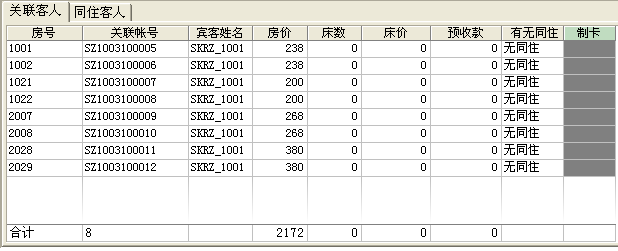 关联客人 同住客人
房号 关联帐号 宾客姓名 房价 床数 床价 预收款 有无同住 制卡
1001 SZ1003100005 SKRZ_1001 238 0 0 0 无同住
1002 SZ1003100006 SKRZ_1001 238 0 0 0 无同住
1021 SZ1003100007 SKRZ_1001 200 0 0 0 无同住
1022 SZ1003100008 SKRZ_1001 200 0 0 0 无同住
2007 SZ1003100009 SKRZ_1001 268 0 0 0 无同住
2008 SZ1003100010 SKRZ_1001 268 0 0 0 无同住
2028 SZ1003100011 SKRZ_1001 380 0 0 0 无同住
2029 SZ1003100012 SKRZ_1001 380 0 0 0 无同住
合计 8 2172 0 0 0